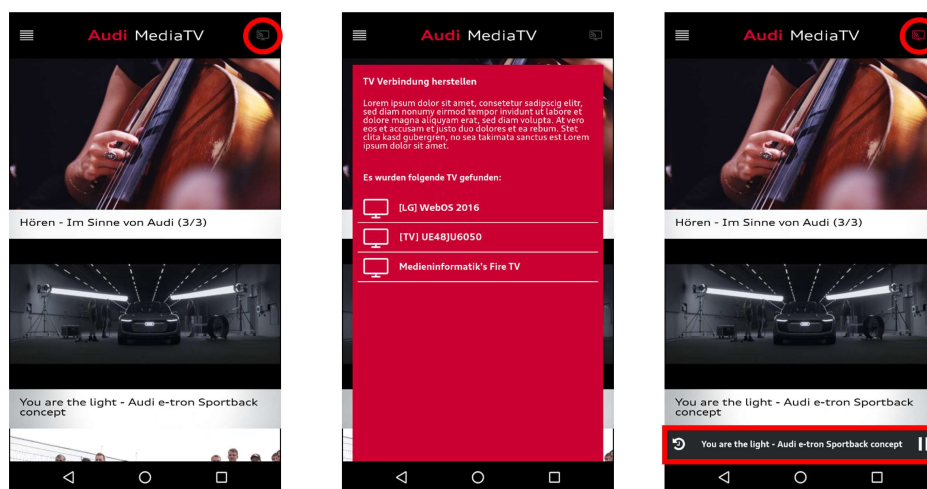 Audi MediaTV
Hören - Im Sinne von Audi (3/3)
You are the light - Audi e-tron Sportback
concept
Audi MediaTV
TV Verbindung herstellen
Lorem ipsum dolor sit amet, consetetur sadipscig elitr,
sed diam nonumy eirmod tempor invidunt ut labore et
dolore magna aliquyam erat, sed diam volupta. At vero
eos et accusam et justo duo dolores et ea rebum. Stet
clita kasd gubergren, no sea takimata sanctus est Lorem
ipsum dolor sit amet.
Es wurden folgende TV gefunden:
[LG] WebOS 2016
[TV] UE48JU6050
Medieninformatik's Fire TV
Audi MediaTV
Hören - Im Sinne von Audi (3/3)
You are the light - Audi e-tron Sportback
concept
You are the light - Audi e-tron Sportback concept